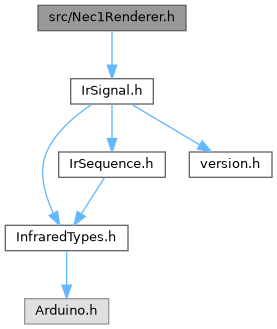 src/Nec1Renderer.h
IrSignal.h
IrSequence.h
version.h
InfraredTypes.h
Arduino.h